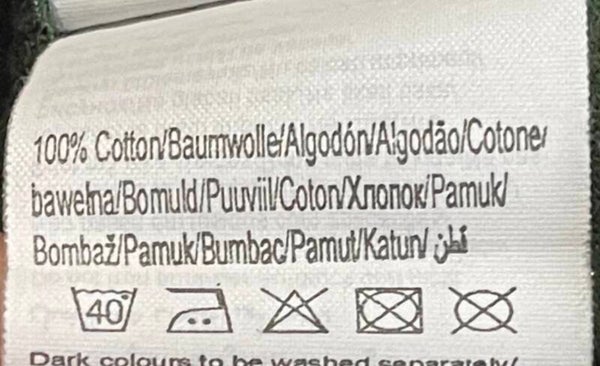 100% Cotton/Baumwolle/Algodón/Algodão/Cotone/
bawełna/Bomuld/Puuviil/Coton/Хлопок/Pamuk/
Bombaž/Pamuk/Bumbac/Pamut/Katun/ قطن
40°
Dark colours to be washed separately/